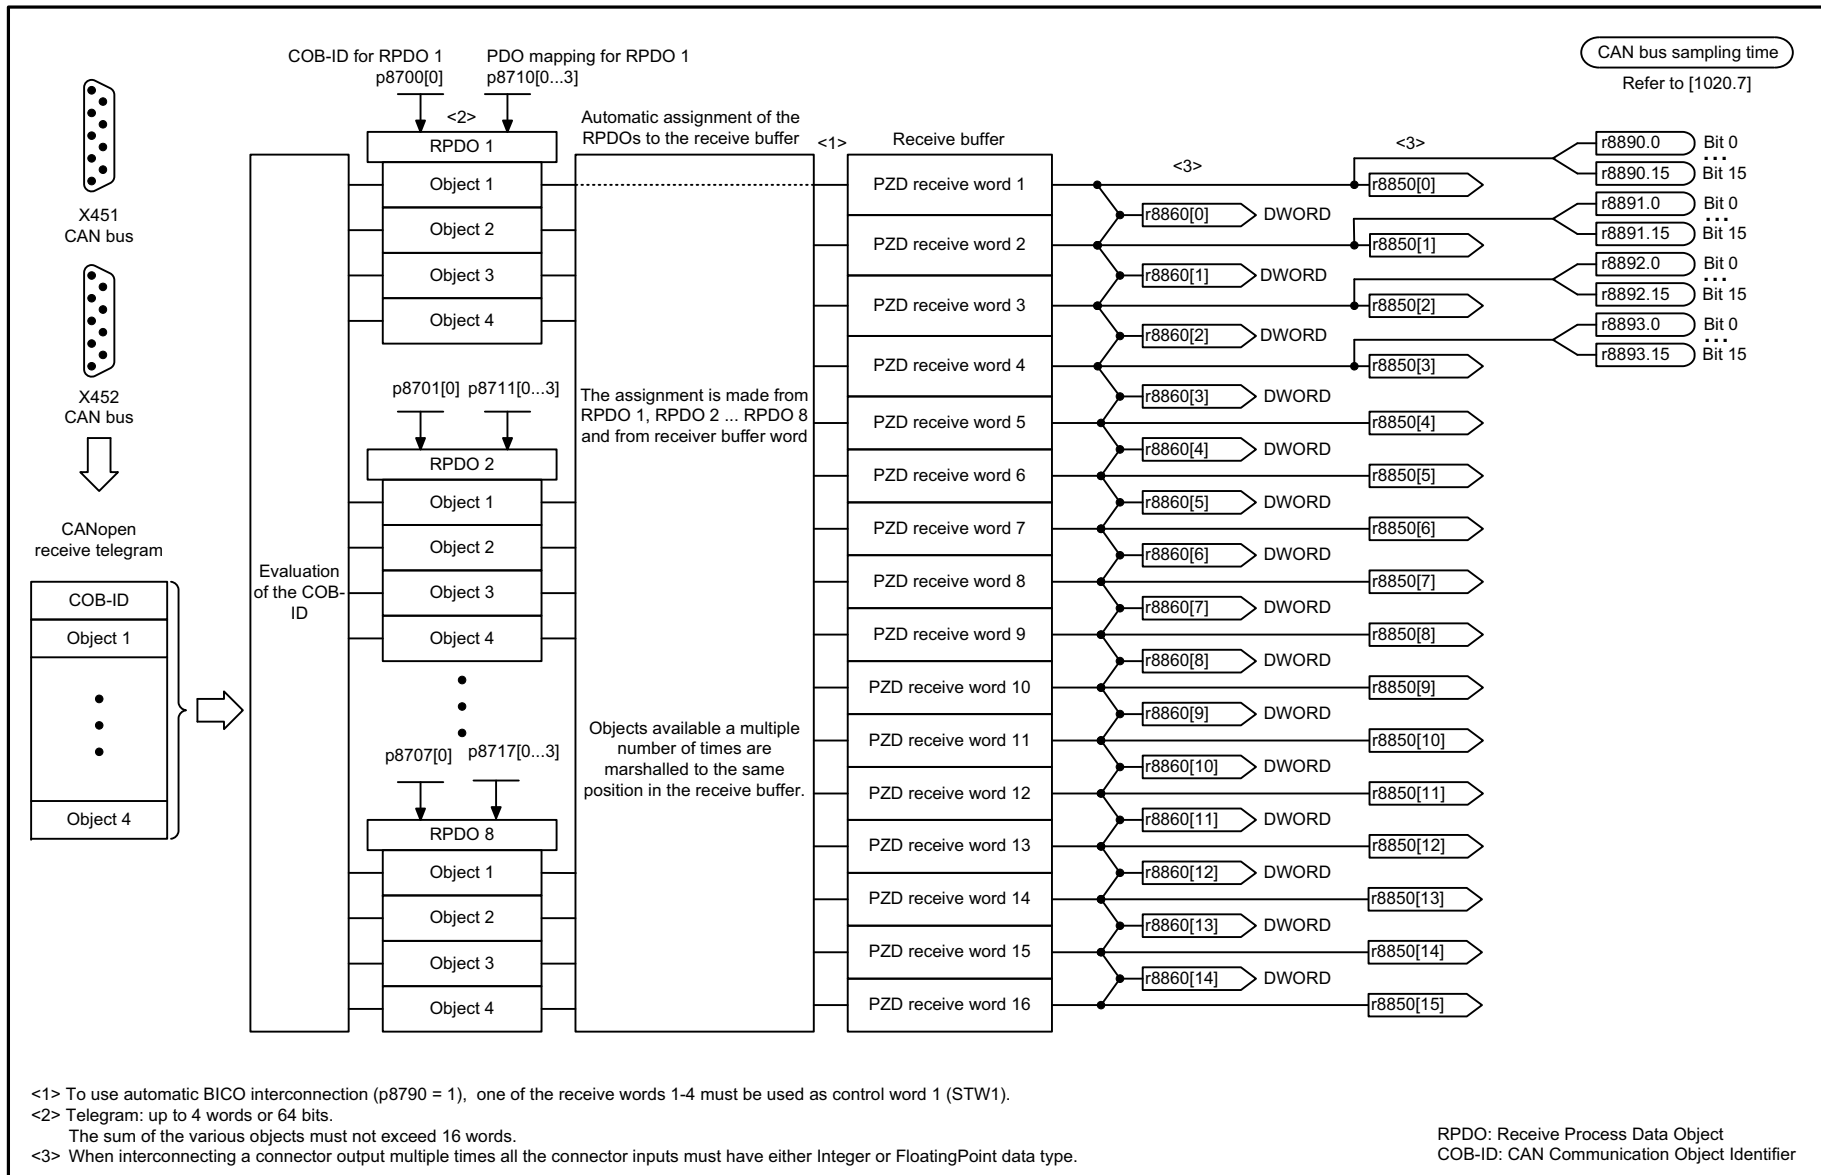 COB-ID for RPDO 1
p8700[0]
PDO mapping for RPDO 1
p8710[0...3]
CAN bus sampling time
Refer to [1020.7]
<2>
Automatic assignment of the
RPDOs to the receive buffer
<1>
Receive buffer
<3>
<3>
X451
CAN bus
X452
CAN bus
CANopen
receive telegram
COB-ID
Object 1
Object 4
Evaluation
of the COB-
ID
RPDO 1
Object 1
Object 2
Object 3
Object 4
p8701[0]
p8711[0...3]
RPDO 2
Object 1
Object 2
Object 3
Object 4
p8707[0]
p8717[0...3]
RPDO 8
Object 1
Object 2
Object 3
Object 4
The assignment is made from
RPDO 1, RPDO 2 ... RPDO 8
and from receiver buffer word
Objects available a multiple
number of times are
marshalled to the same
position in the receive buffer.
PZD receive word 1
PZD receive word 2
PZD receive word 3
PZD receive word 4
PZD receive word 5
PZD receive word 6
PZD receive word 7
PZD receive word 8
PZD receive word 9
PZD receive word 10
PZD receive word 11
PZD receive word 12
PZD receive word 13
PZD receive word 14
PZD receive word 15
PZD receive word 16
r8860[0] DWORD
r8860[1] DWORD
r8860[2] DWORD
r8860[3] DWORD
r8860[4] DWORD
r8860[5] DWORD
r8860[6] DWORD
r8860[7] DWORD
r8860[8] DWORD
r8860[9] DWORD
r8860[10] DWORD
r8860[11] DWORD
r8860[12] DWORD
r8860[13] DWORD
r8860[14] DWORD
r8850[0]
r8850[1]
r8850[2]
r8850[3]
r8850[4]
r8850[5]
r8850[6]
r8850[7]
r8850[8]
r8850[9]
r8850[10]
r8850[11]
r8850[12]
r8850[13]
r8850[14]
r8850[15]
r8890.0 Bit 0
...
r8890.15 Bit 15
r8891.0 Bit 0
...
r8891.15 Bit 15
r8892.0 Bit 0
...
r8892.15 Bit 15
r8893.0 Bit 0
...
r8893.15 Bit 15
<1> To use automatic BICO interconnection (p8790 = 1), one of the receive words 1-4 must be used as control word 1 (STW1).
<2> Telegram: up to 4 words or 64 bits.
The sum of the various objects must not exceed 16 words.
<3> When interconnecting a connector output multiple times all the connector inputs must have either Integer or FloatingPoint data type.
RPDO: Receive Process Data Object
COB-ID: CAN Communication Object Identifier